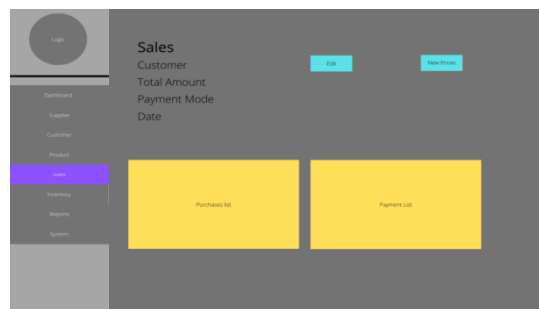 Logo
Dashboard
Supplier
Customer
Product
Sales
Inventory
Reports
System
Sales
Customer
Total Amount
Payment Mode
Date
Edit
New Prices
Purchases list
Payment List